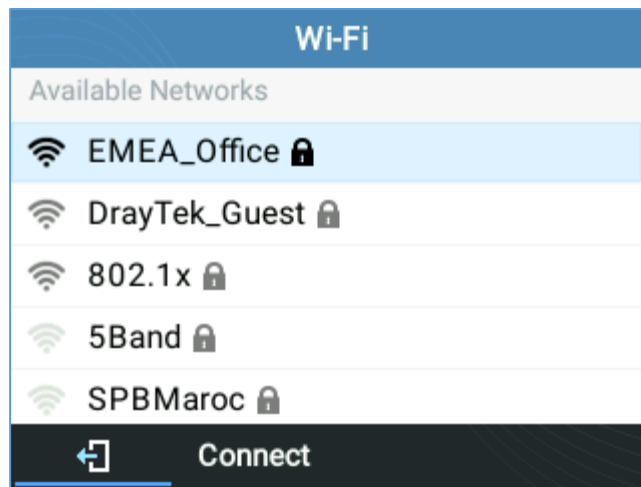 Wi-Fi
Available Networks
EMEA_Office
DrayTek_Guest
802.1x
5Band
SPBMaroc
Connect